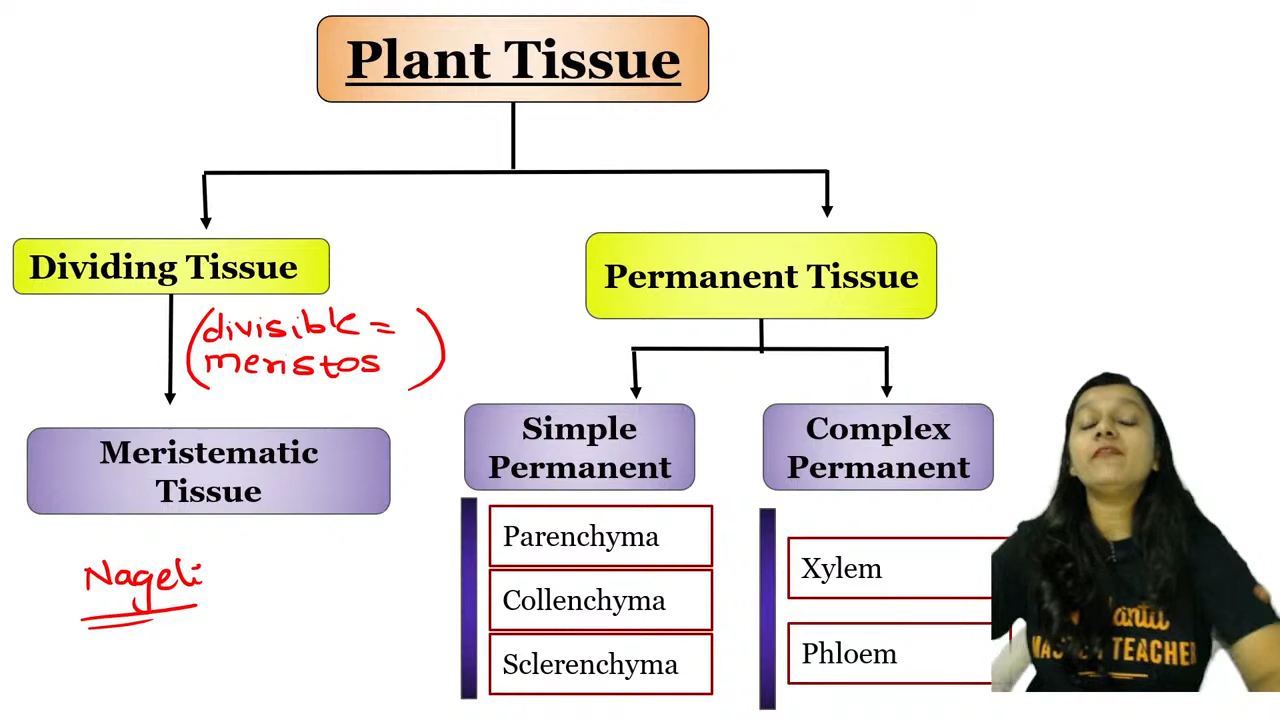 Plant Tissue
Dividing Tissue
Permanent Tissue
(divisible =
meristos)
Meristematic
Tissue
Simple
Permanent
Complex
Permanent
Nageli
Parenchyma
Collenchyma
Sclerenchyma
Xylem
Phloem
TEACHER